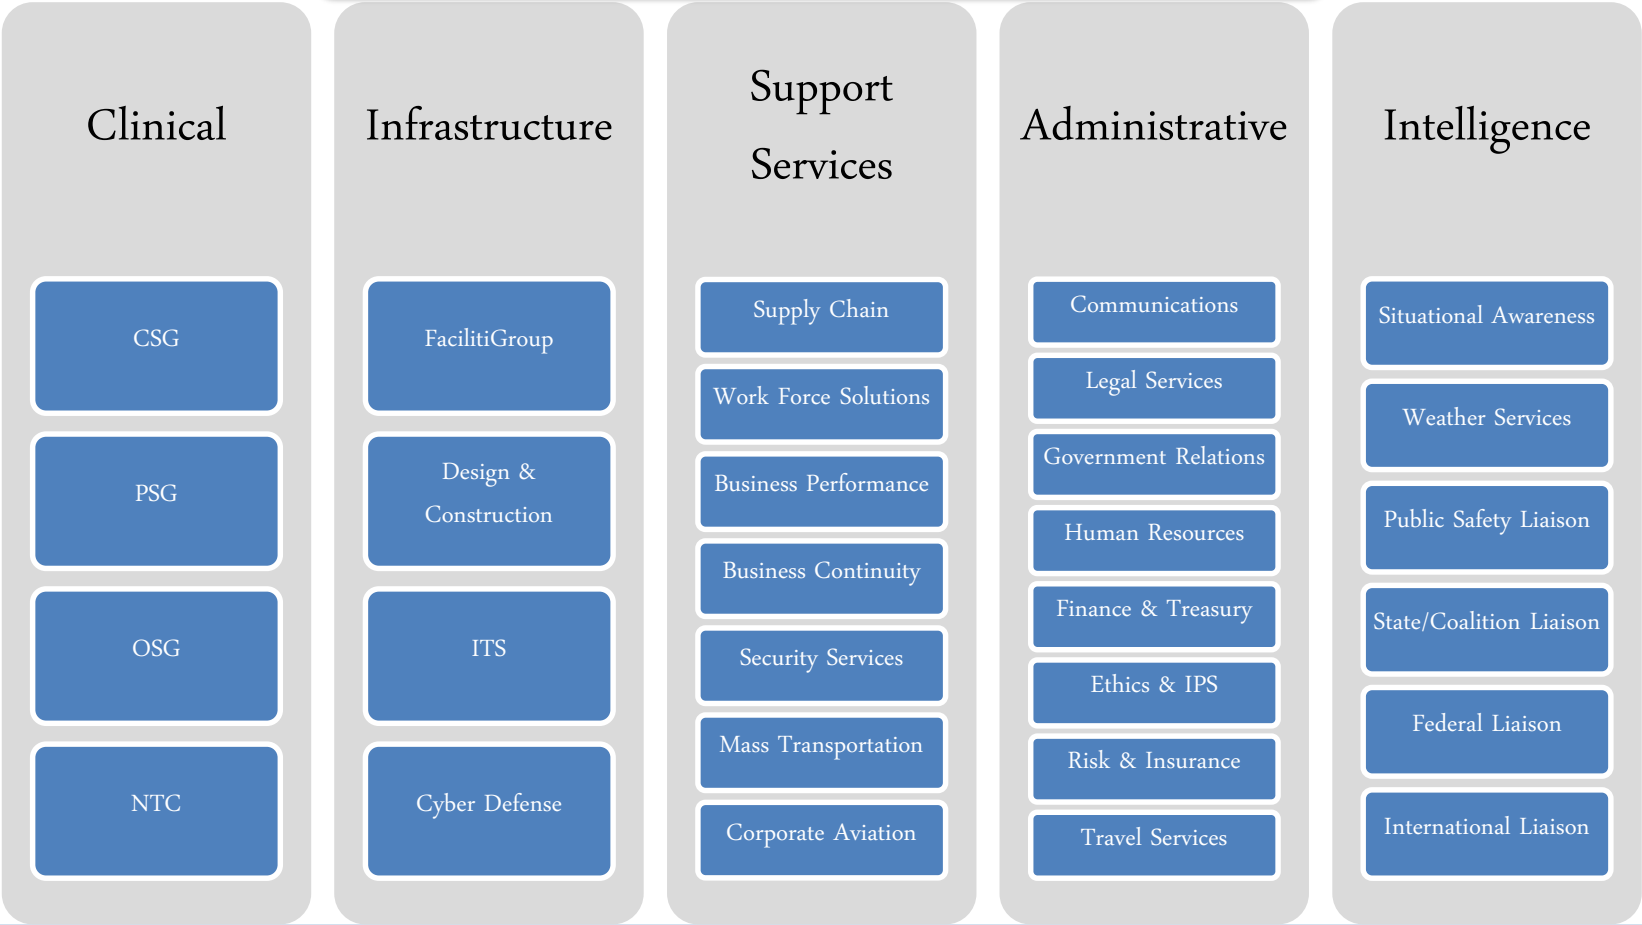 Clinical
CSG
PSG
OSG
NTC
Infrastructure
FacilitiGroup
Design &
Construction
ITS
Cyber Defense
Support
Services
Supply Chain
Work Force Solutions
Business Performance
Business Continuity
Security Services
Mass Transportation
Corporate Aviation
Administrative
Communications
Legal Services
Government Relations
Human Resources
Finance & Treasury
Ethics & IPS
Risk & Insurance
Travel Services
Intelligence
Situational Awareness
Weather Services
Public Safety Liaison
State/Coalition Liaison
Federal Liaison
International Liaison